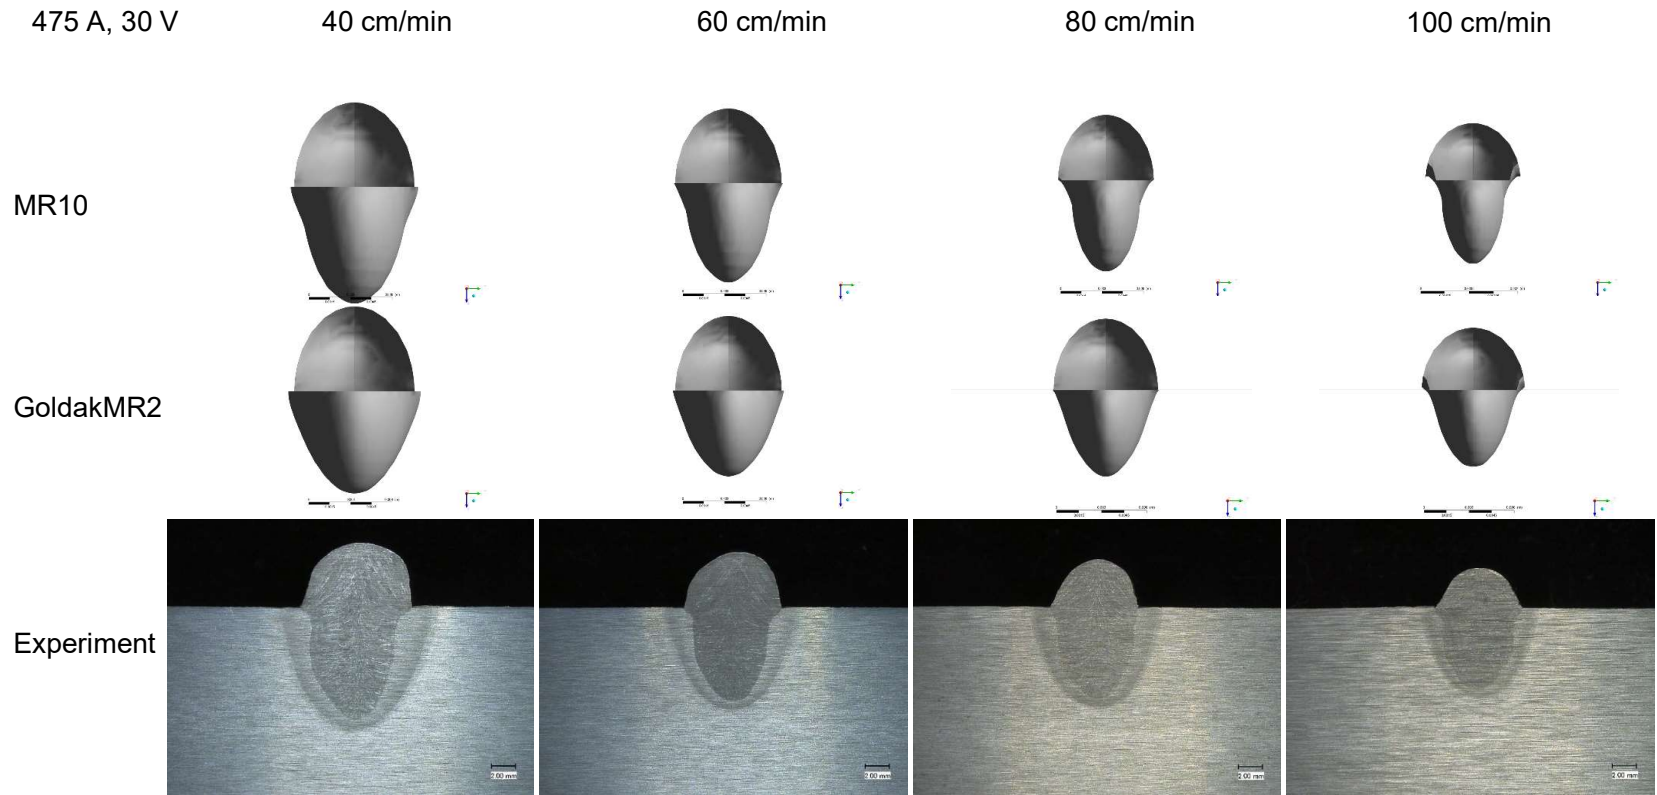 475 A, 30 V 40 cm/min 60 cm/min 80 cm/min 100 cm/min
MR10
GoldakMR2
Experiment
2.00 mm 2.00 mm 2.00 mm 2.00 mm